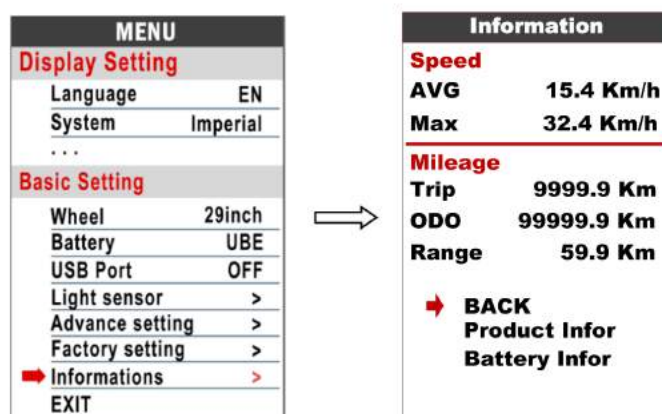 MENU
Display Setting
Language EN
System Imperial
. . .
Basic Setting
Wheel 29inch
Battery UBE
USB Port OFF
Light sensor >
Advance setting >
Factory setting >
Informations >
EXIT
Information
Speed
AVG 15.4 Km/h
Max 32.4 Km/h
Mileage
Trip 9999.9 Km
ODO 99999.9 Km
Range 59.9 Km
BACK
Product Infor
Battery Infor